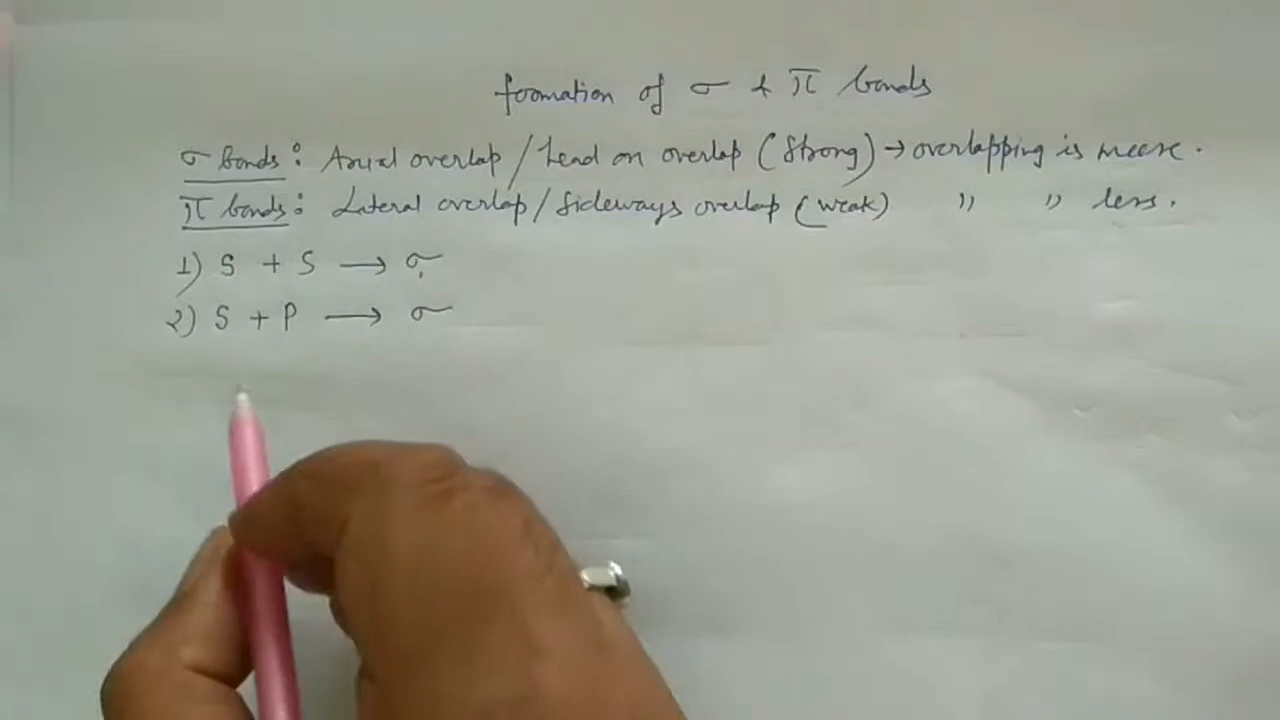 formation of σ & π bonds
σ bonds: Axial overlap / Head on overlap (Strong) → overlapping is more.
π bonds: Lateral overlap / Sideways overlap (weak) " " less.
1) S + S → σ
2) S + P → σ